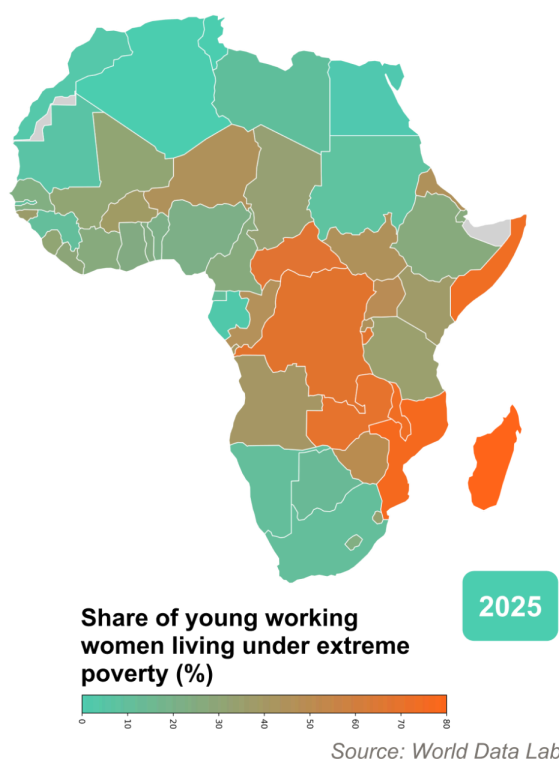 2025
Share of young working
women living under extreme
poverty (%)
0 10 20 30 40 50 60 70 80
Source: World Data Lab